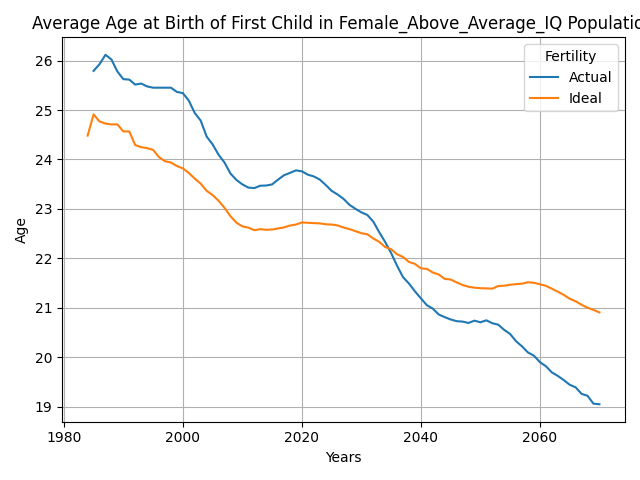 Average Age at Birth of First Child in Female_Above_Average_IQ Populatio
Fertility
Actual
Ideal
Age
26
25
24
23
22
21
20
19
1980 2000 2020 2040 2060
Years